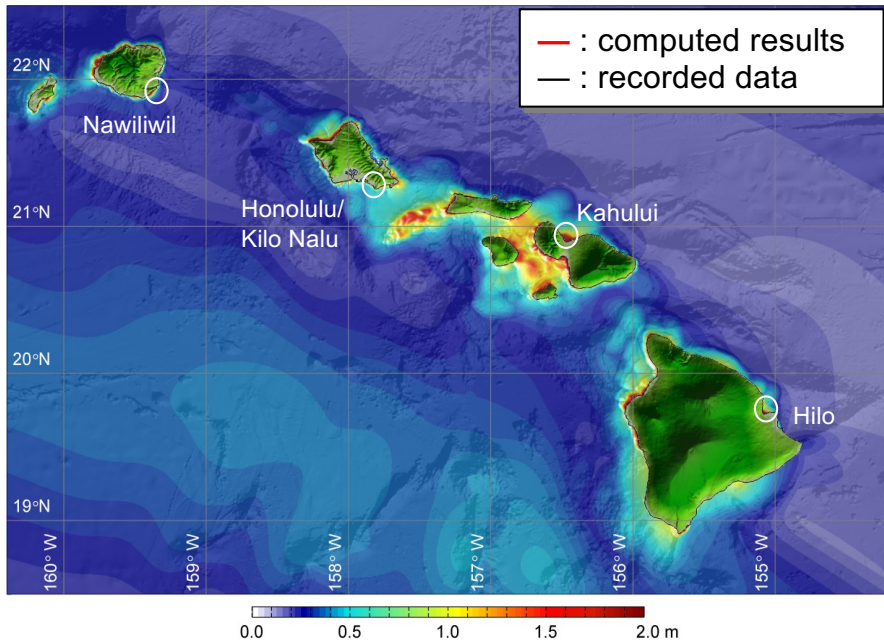 — : computed results
— : recorded data
22°N
Nawiliwil
21°N
Honolulu/
Kilo Nalu
Kahului
20°N
Hilo
19°N
160° W
159° W
158° W
157° W
156° W
155° W
0.0 0.5 1.0 1.5 2.0 m